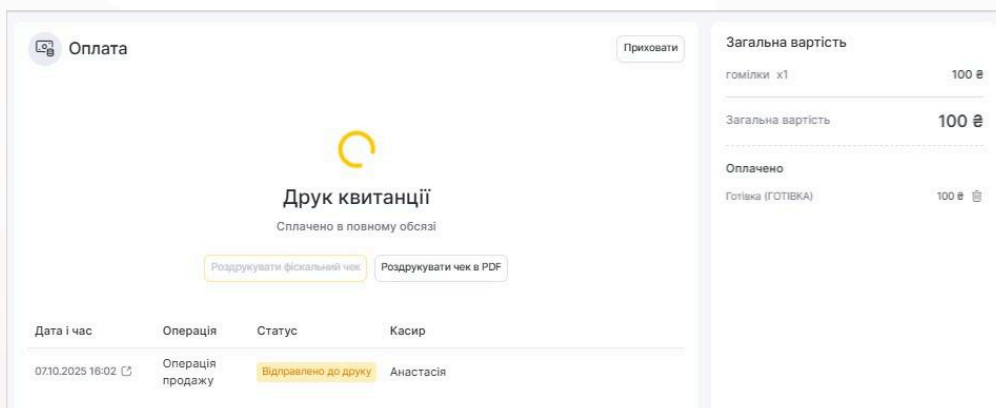 Оплата
Приховати
Друк квитанції
Сплачено в повному обсязі
Роздрукувати фіскальний чек
Роздрукувати чек в PDF
Дата і час Операція Статус Касир
07.10.2025 16:02 Операція продажу Відправлено до друку Анастасія
Загальна вартість
гомілки x1 100 ₴
Загальна вартість 100 ₴
Оплачено
Готівка (ГОТІВКА) 100 ₴